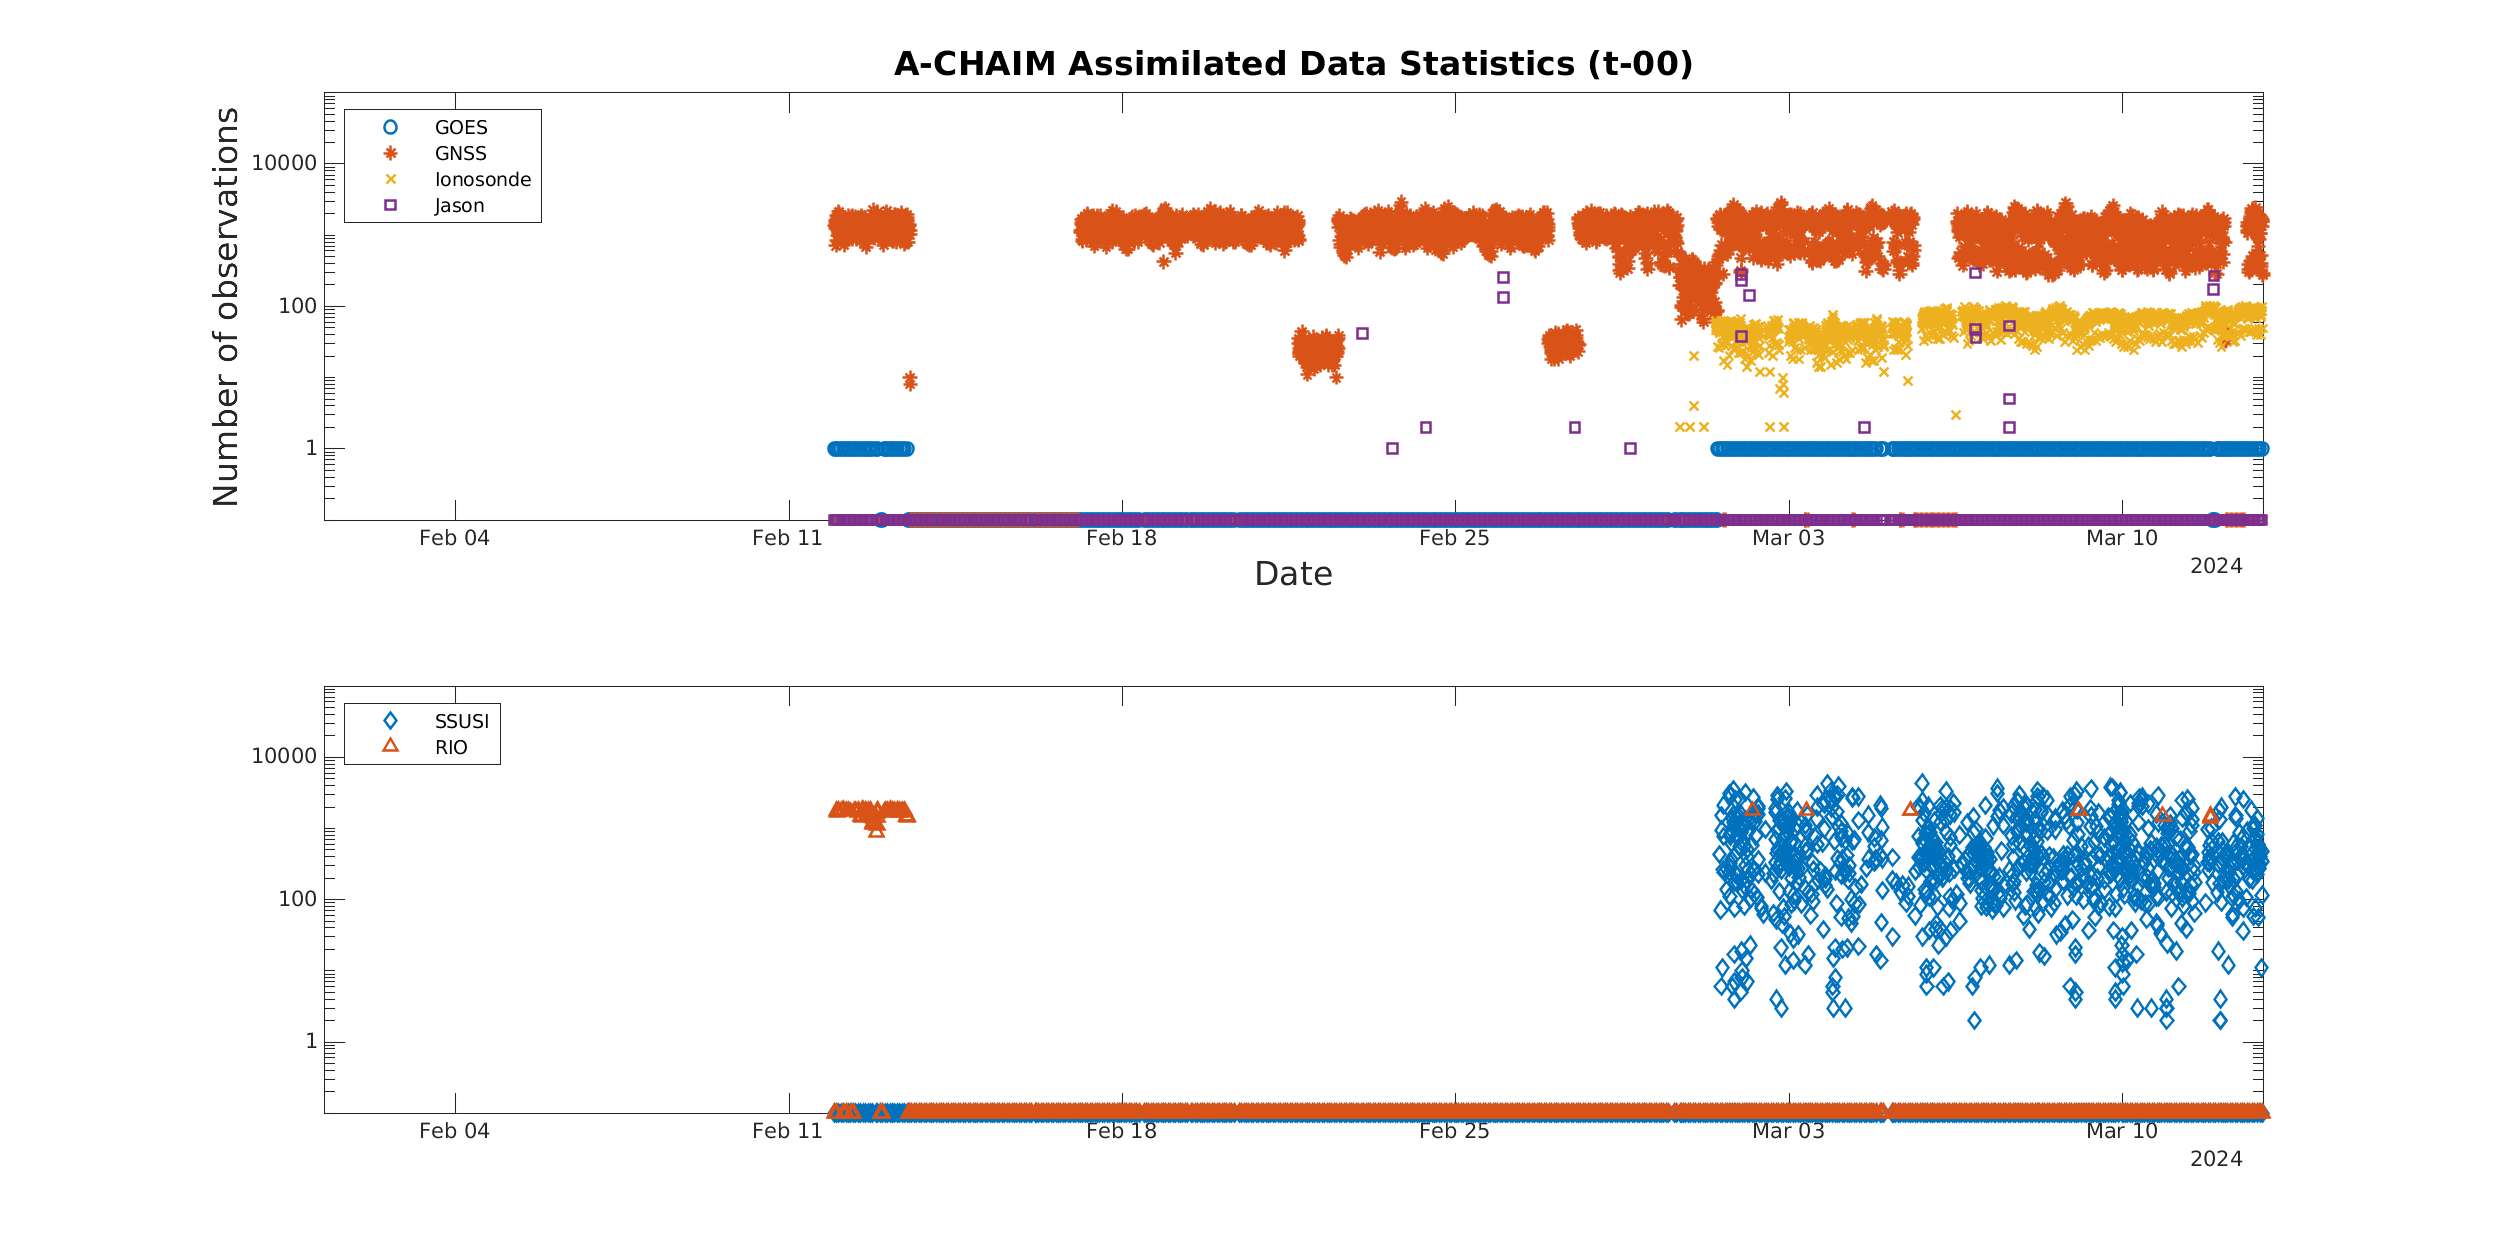 A-CHAIM Assimilated Data Statistics (t-00)
Number of observations
10000
100
1
GOES
GNSS
Ionosonde
Jason
Feb 04
Feb 11
Feb 18
Feb 25
Mar 03
Mar 10
2024
Date
10000
100
1
SSUSI
RIO
Feb 04
Feb 11
Feb 18
Feb 25
Mar 03
Mar 10
2024